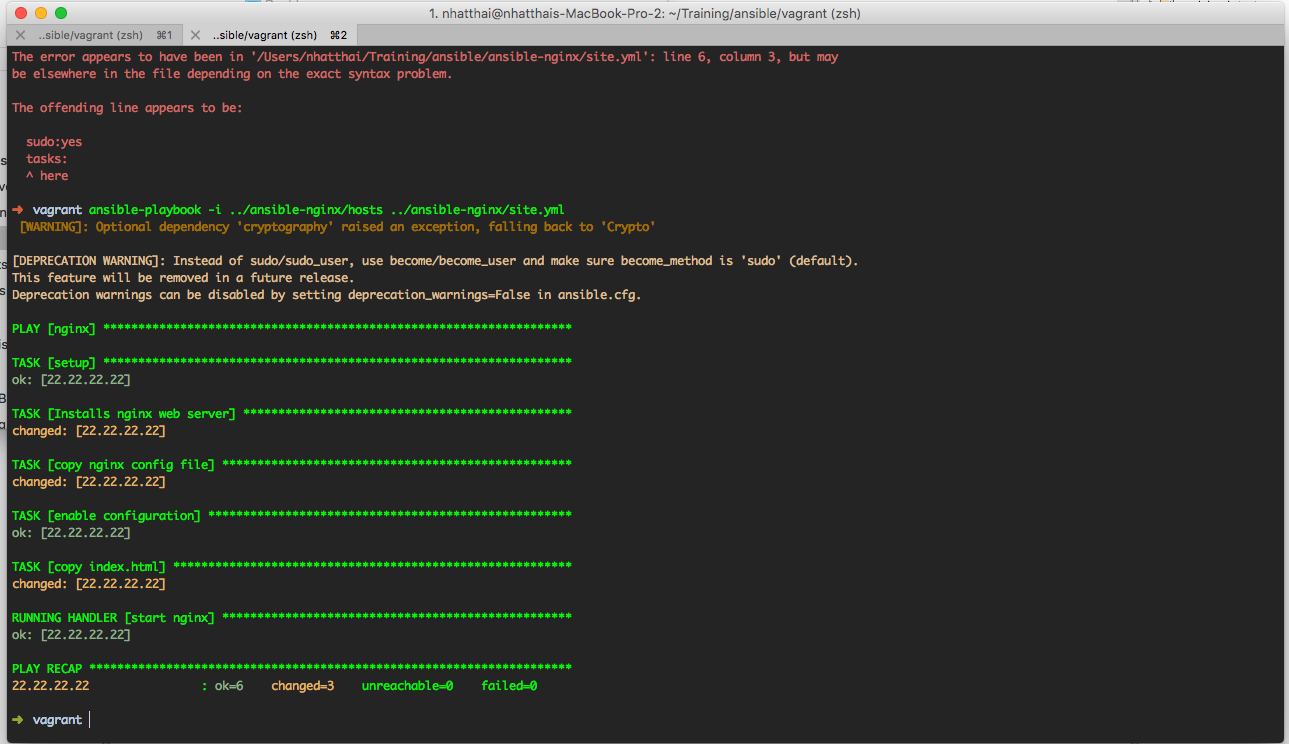 1. nhatthai@nhatthais-MacBook-Pro-2: ~/Training/ansible/vagrant (zsh)
..sible/vagrant (zsh) ⌘1 ..sible/vagrant (zsh) ⌘2
The error appears to have been in '/Users/nhatthai/Training/ansible/ansible-nginx/site.yml': line 6, column 3, but may
be elsewhere in the file depending on the exact syntax problem.
The offending line appears to be:
sudo:yes
tasks:
^ here
➜ vagrant ansible-playbook -i ../ansible-nginx/hosts ../ansible-nginx/site.yml
[WARNING]: Optional dependency 'cryptography' raised an exception, falling back to 'Crypto'
[DEPRECATION WARNING]: Instead of sudo/sudo_user, use become/become_user and make sure become_method is 'sudo' (default).
This feature will be removed in a future release.
Deprecation warnings can be disabled by setting deprecation_warnings=False in ansible.cfg.
PLAY [nginx] *******************************************************************
TASK [setup] *******************************************************************
ok: [22.22.22.22]
TASK [Installs nginx web server] ***********************************************
changed: [22.22.22.22]
TASK [copy nginx config file] **************************************************
changed: [22.22.22.22]
TASK [enable configuration] ****************************************************
ok: [22.22.22.22]
TASK [copy index.html] *********************************************************
changed: [22.22.22.22]
RUNNING HANDLER [start nginx] **************************************************
ok: [22.22.22.22]
PLAY RECAP *********************************************************************
22.22.22.22 : ok=6 changed=3 unreachable=0 failed=0
➜ vagrant